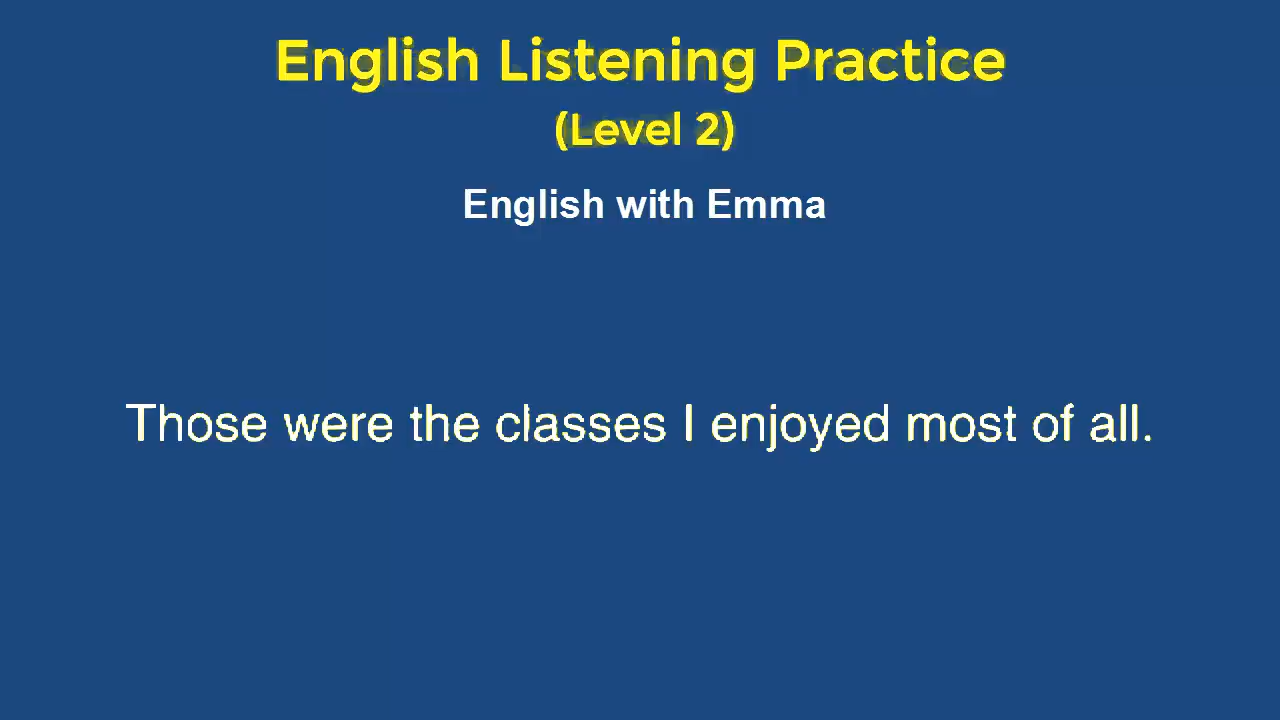 English Listening Practice
(Level 2)
English with Emma
Those were the classes I enjoyed most of all.